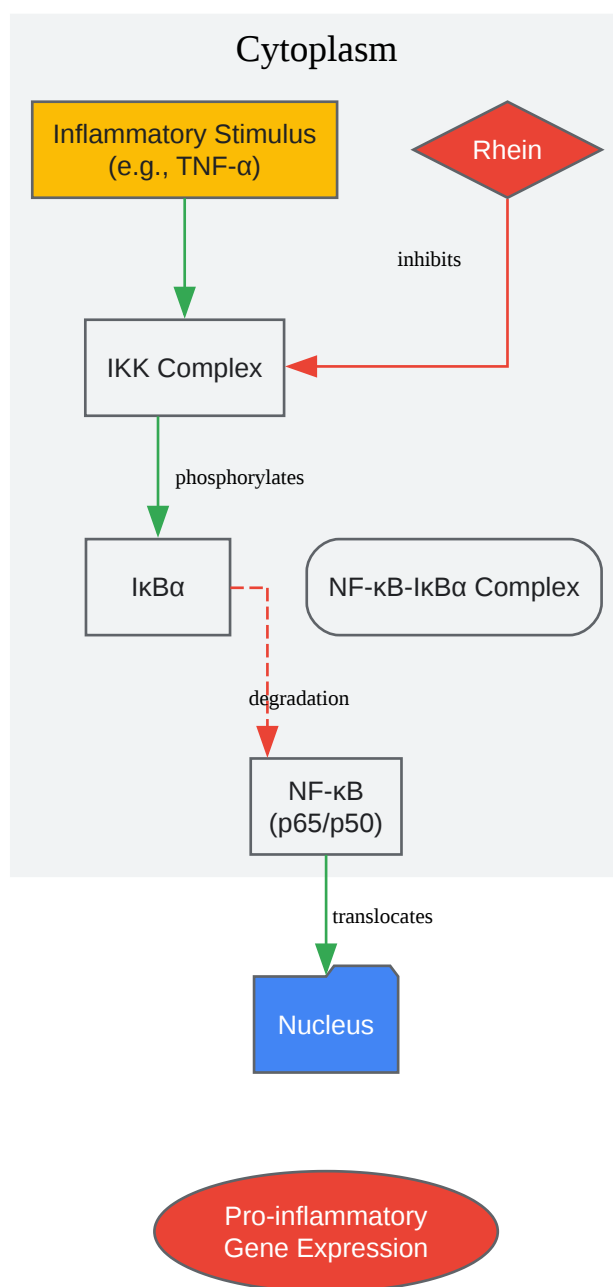 Cytoplasm
Inflammatory Stimulus
(e.g., TNF-α)
Rhein
inhibits
IKK Complex
phosphorylates
IκBα
NF-κB-IκBα Complex
degradation
NF-κB
(p65/p50)
translocates
Nucleus
Pro-inflammatory
Gene Expression